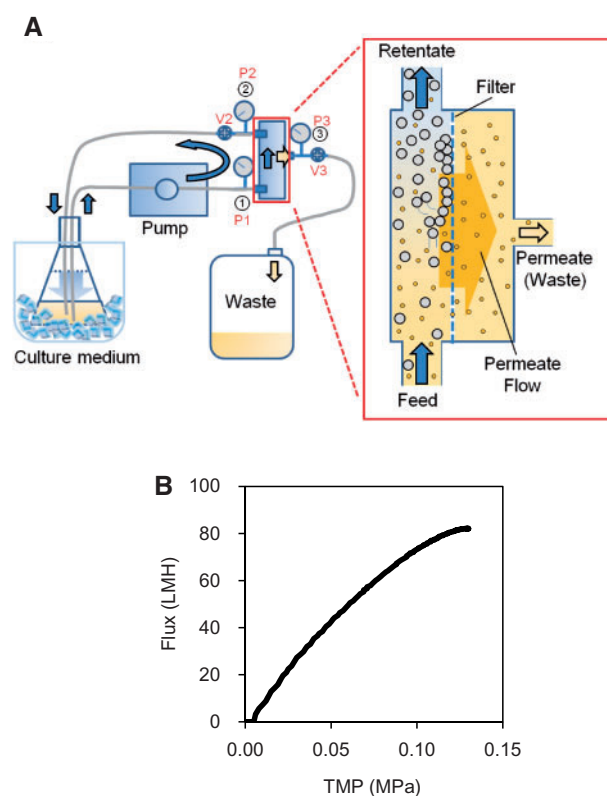 A
P2
②
V2
P3
③
V3
①
P1
Pump
Waste
Culture medium
Retentate
Filter
Permeate
(Waste)
Permeate
Flow
Feed
B
100
80
60
40
20
0
Flux (LMH)
0.00 0.05 0.10 0.15
TMP (MPa)